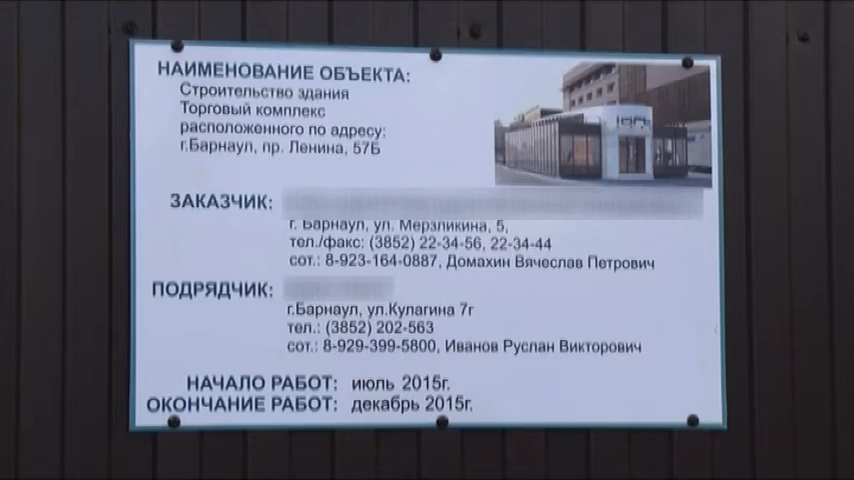 НАИМЕНОВАНИЕ ОБЪЕКТА:
Строительство здания
Торговый комплекс
расположенного по адресу:
г.Барнаул, пр. Ленина, 57Б
ЗАКАЗЧИК:
г. Барнаул, ул. Мерзликина, 5,
тел./факс: (3852) 22-34-56, 22-34-44
сот.: 8-923-164-0887, Домахин Вячеслав Петрович
ПОДРЯДЧИК:
г.Барнаул, ул.Кулагина 7г
тел.: (3852) 202-563
сот.: 8-929-399-5800, Иванов Руслан Викторович
НАЧАЛО РАБОТ: июль 2015г.
ОКОНЧАНИЕ РАБОТ: декабрь 2015г.